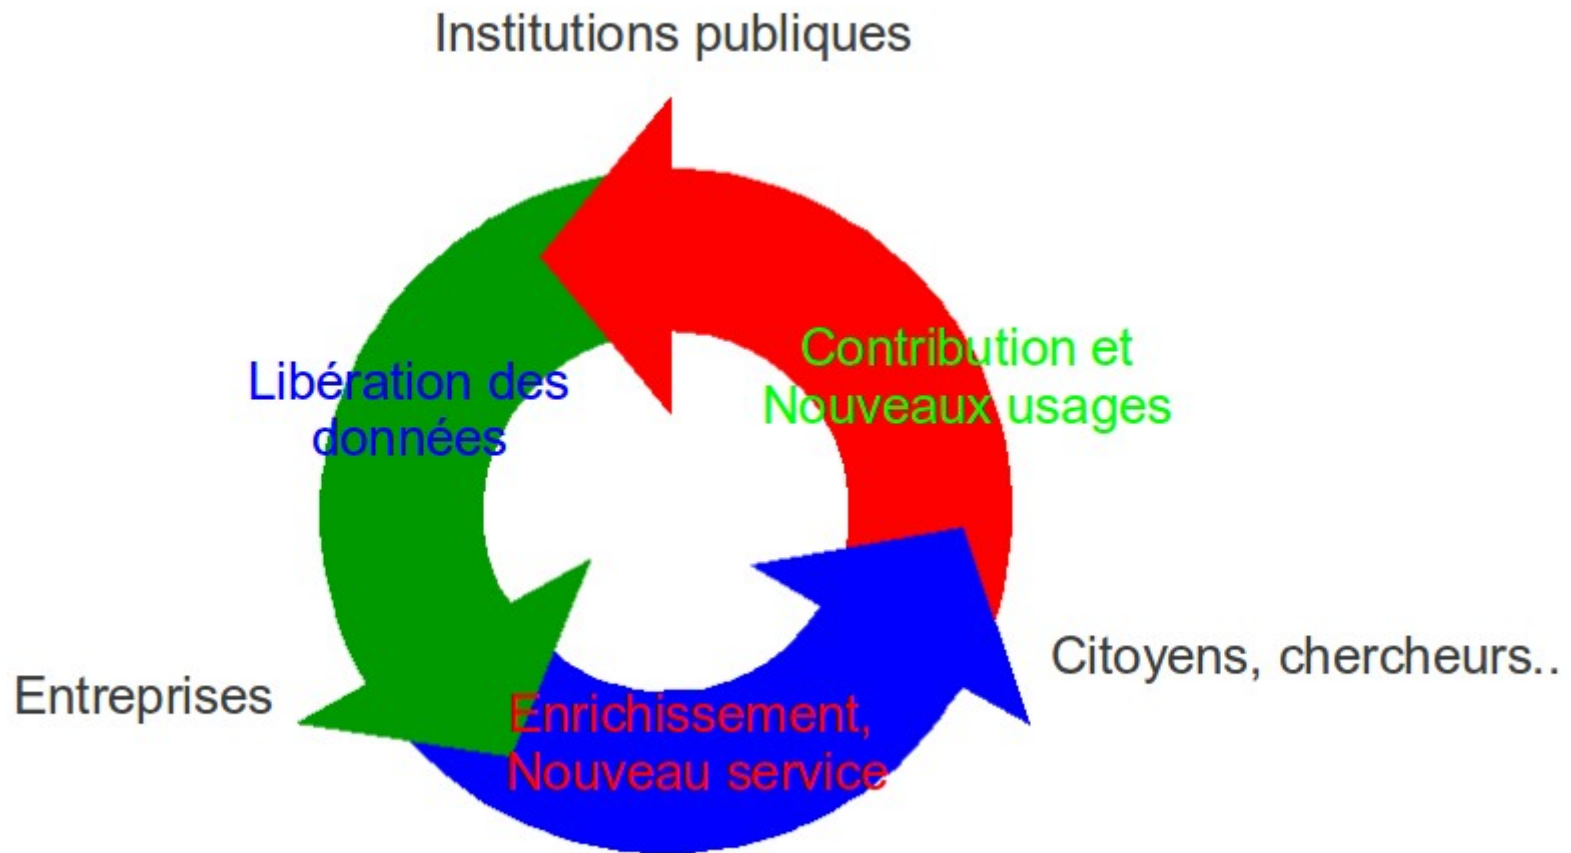 Institutions publiques
Contribution et
Nouveaux usages
Libération des
données
Citoyens, chercheurs..
Entreprises
Enrichissement,
Nouveau service